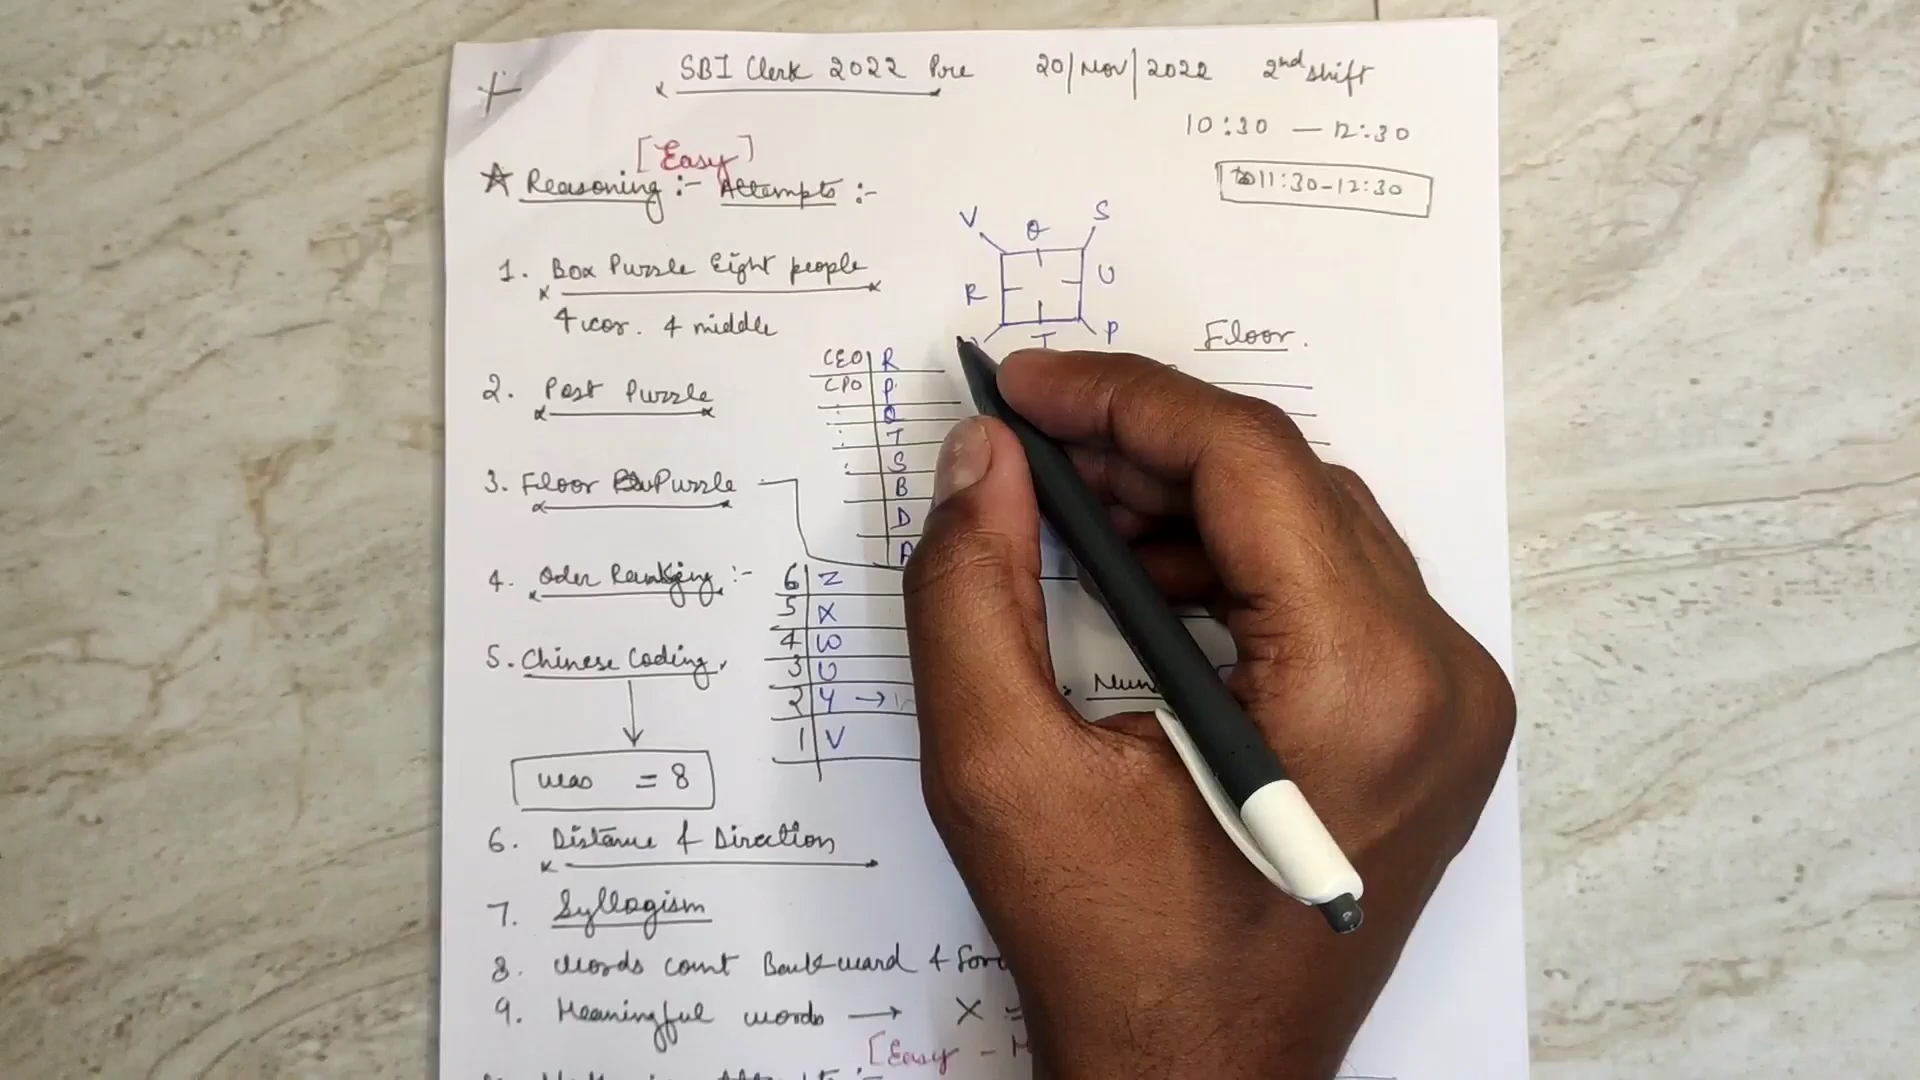 SBI Clerk 2022 Pre 20/Nov/2022 2nd shift
10:30 — 12:30
11:30-12:30
[Easy]
Reasoning :- Attempts :-
V Q S
R U
T P
1. Box Puzzle Eight people
4 cor. 4 middle
Floor.
CEO R
CPO P
Q
T
S
B
D
A
2. Post Puzzle
3. Floor Puzzle
4. Oder Ranking :-
6 Z
5 X
4 W
3 U
2 Y →
1 V
5. Chinese Coding.
was = 8
6. Distance & Direction
7. Syllogism
8. Words count Backward &
9. Meaningful words → X =
[Easy -